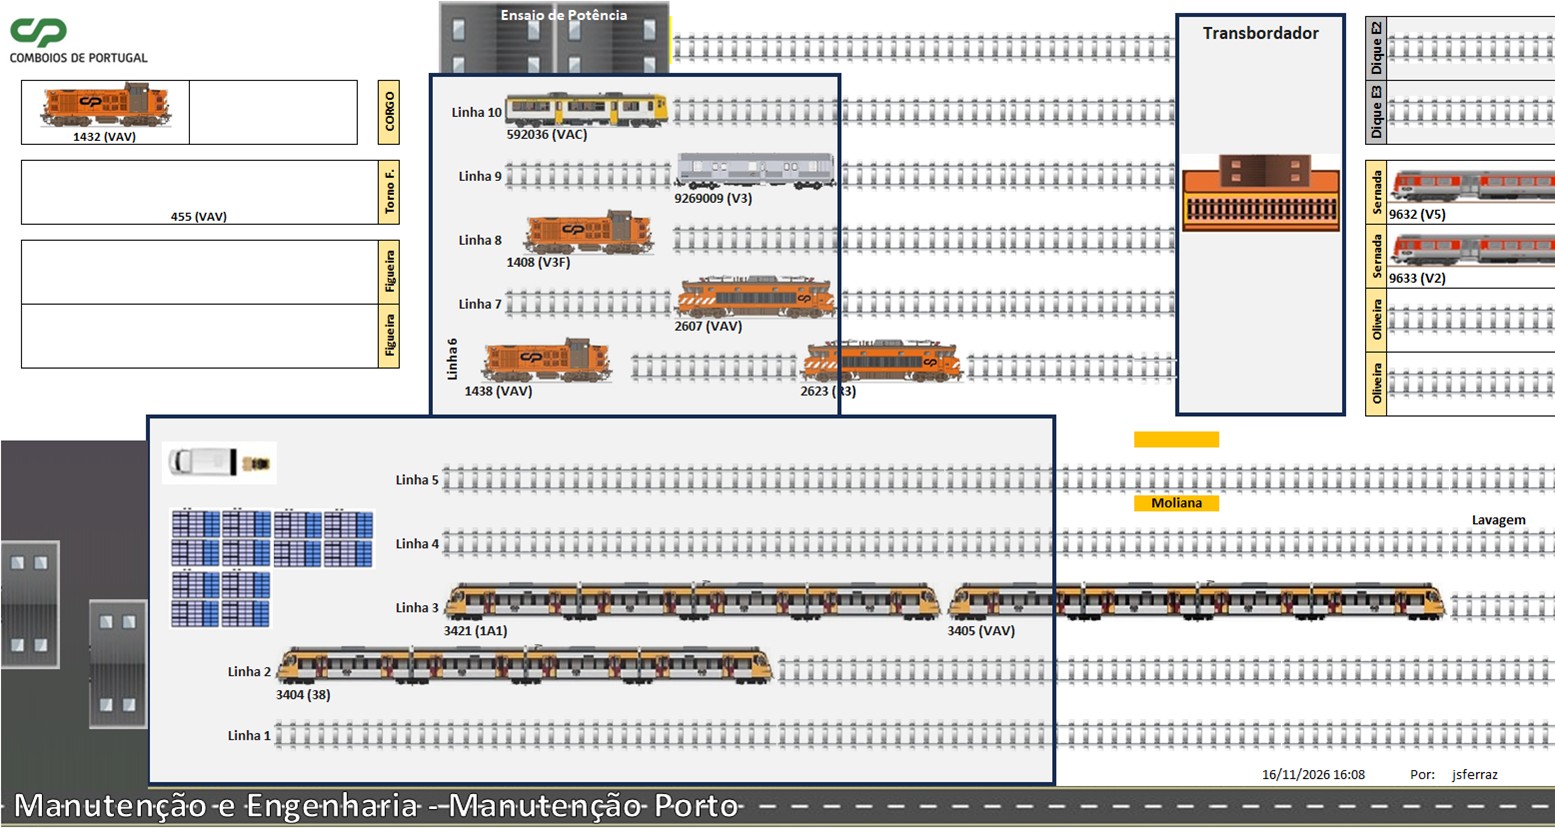 CP
COMBOIOS DE PORTUGAL
Ensaio de Potência
Transbordador
Dique E2
Dique E3
1432 (VAV)
CORGO
Linha 10
592036 (VAC)
Torno F.
455 (VAV)
Linha 9
9269009 (V3)
Sernada
9632 (V5)
Linha 8
1408 (V3F)
Sernada
9633 (V2)
Figueira
Linha 7
2607 (VAV)
Oliveira
Figueira
Linha 6
1438 (VAV)
2623 (R3)
Oliveira
Linha 5
Moliana
Lavagem
Linha 4
Linha 3
3421 (1A1)
3405 (VAV)
Linha 2
3404 (38)
Linha 1
16/11/2026 16:08 Por: jsferraz
Manutenção e Engenharia - Manutenção Porto